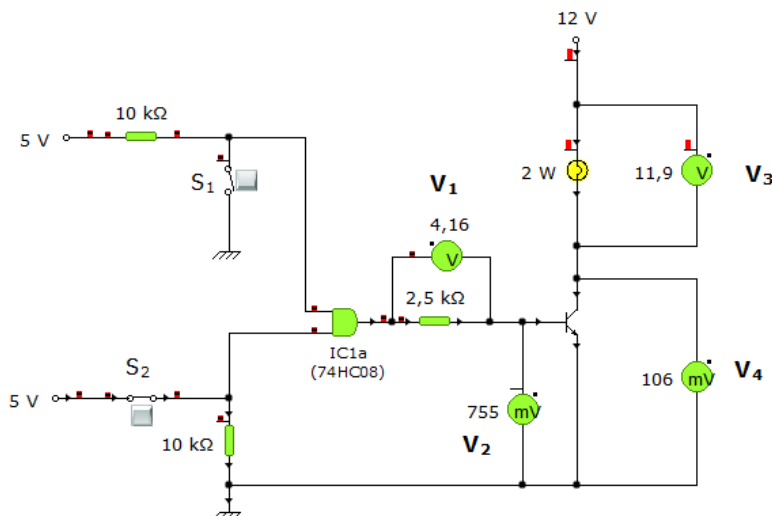 12 V
10 kΩ
5 V
S1
V1
4,16
V
2 W
11,9
V
V3
2,5 kΩ
IC1a
(74HC08)
S2
5 V
10 kΩ
755
mV
V2
106
mV
V4